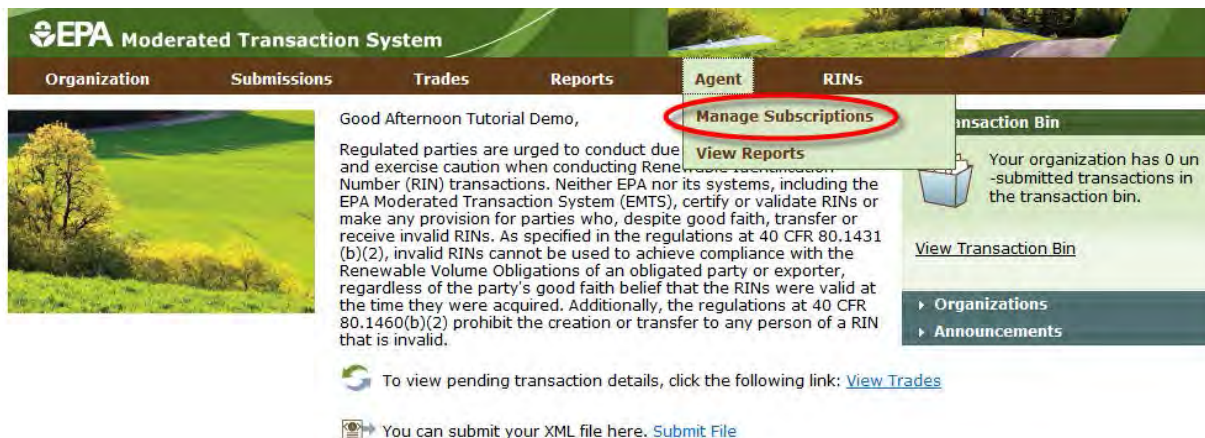 EPA Moderated Transaction System
Organization Submissions Trades Reports Agent RINs
Manage Subscriptions
View Reports
Good Afternoon Tutorial Demo,
Regulated parties are urged to conduct due
and exercise caution when conducting Renewable Identification
Number (RIN) transactions. Neither EPA nor its systems, including the
EPA Moderated Transaction System (EMTS), certify or validate RINs or
make any provision for parties who, despite good faith, transfer or
receive invalid RINs. As specified in the regulations at 40 CFR 80.1431
(b)(2), invalid RINs cannot be used to achieve compliance with the
Renewable Volume Obligations of an obligated party or exporter,
regardless of the party's good faith belief that the RINs were valid at
the time they were acquired. Additionally, the regulations at 40 CFR
80.1460(b)(2) prohibit the creation or transfer to any person of a RIN
that is invalid.
To view pending transaction details, click the following link: View Trades
You can submit your XML file here. Submit File
Transaction Bin
Your organization has 0 un
-submitted transactions in
the transaction bin.
View Transaction Bin
Organizations
Announcements